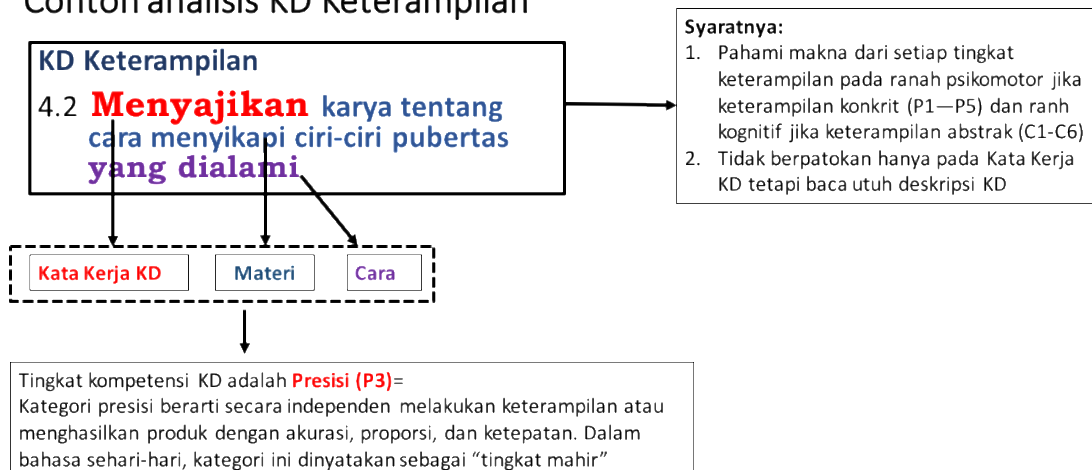 Contoh analisis KD Keterampilan
KD Keterampilan
4.2 Menyajikan karya tentang
cara menyikapi ciri-ciri pubertas
yang dialami
Syaratnya:
1. Pahami makna dari setiap tingkat
keterampilan pada ranah psikomotor jika
keterampilan konkrit (P1—P5) dan ranh
kognitif jika keterampilan abstrak (C1-C6)
2. Tidak berpatokan hanya pada Kata Kerja
KD tetapi baca utuh deskripsi KD
Kata Kerja KD
Materi
Cara
Tingkat kompetensi KD adalah Presisi (P3)=
Kategori presisi berarti secara independen melakukan keterampilan atau
menghasilkan produk dengan akurasi, proporsi, dan ketepatan. Dalam
bahasa sehari-hari, kategori ini dinyatakan sebagai “tingkat mahir”